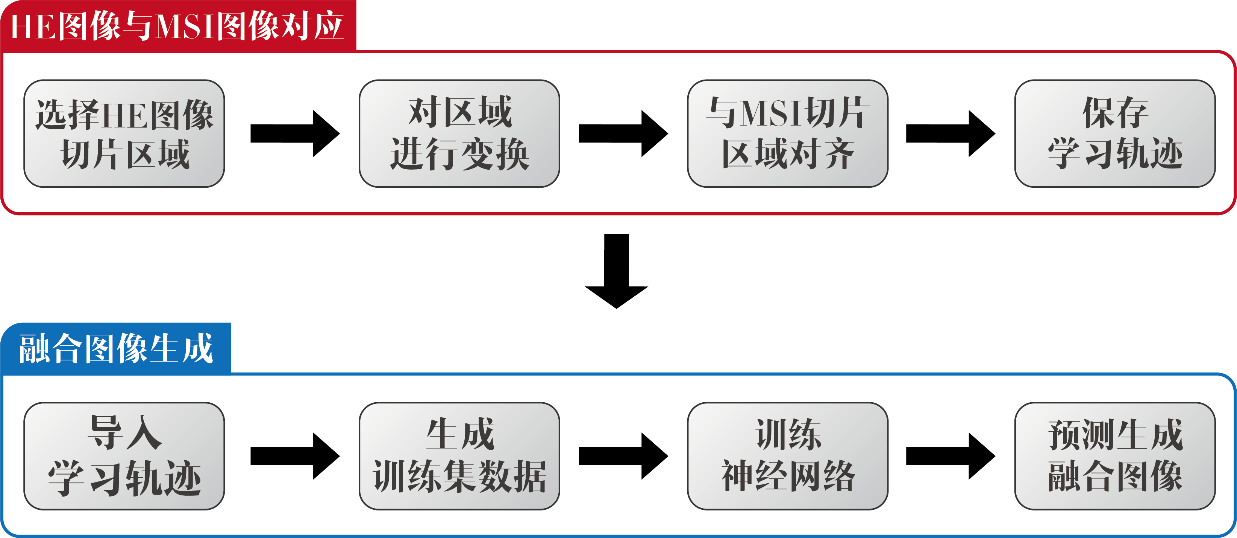 HE图像与MSI图像对应
选择HE图像
切片区域
对区域
进行变换
与MSI切片
区域对齐
保存
学习轨迹
融合图像生成
导入
学习轨迹
生成
训练集数据
训练
神经网络
预测生成
融合图像